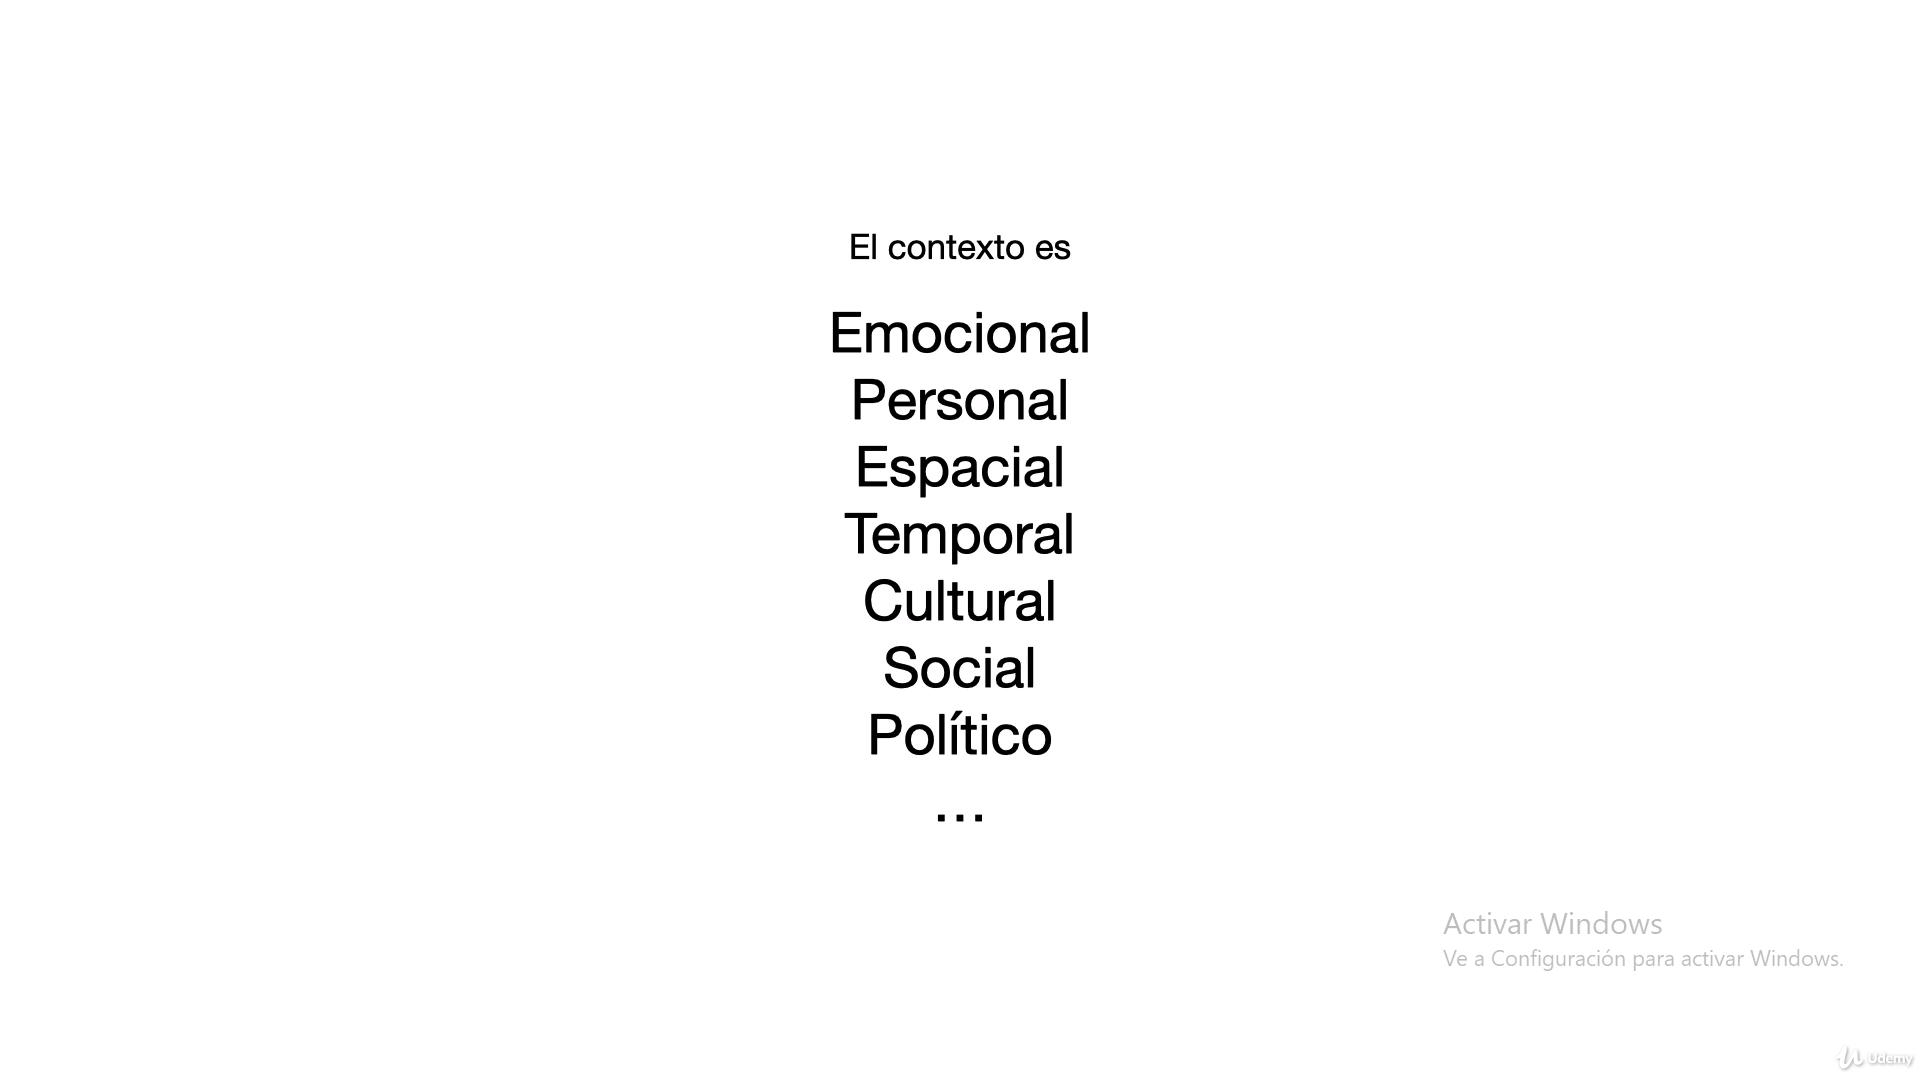 El contexto es
Emocional
Personal
Espacial
Temporal
Cultural
Social
Político
...
Activar Windows
Ve a Configuración para activar Windows.
Udemy